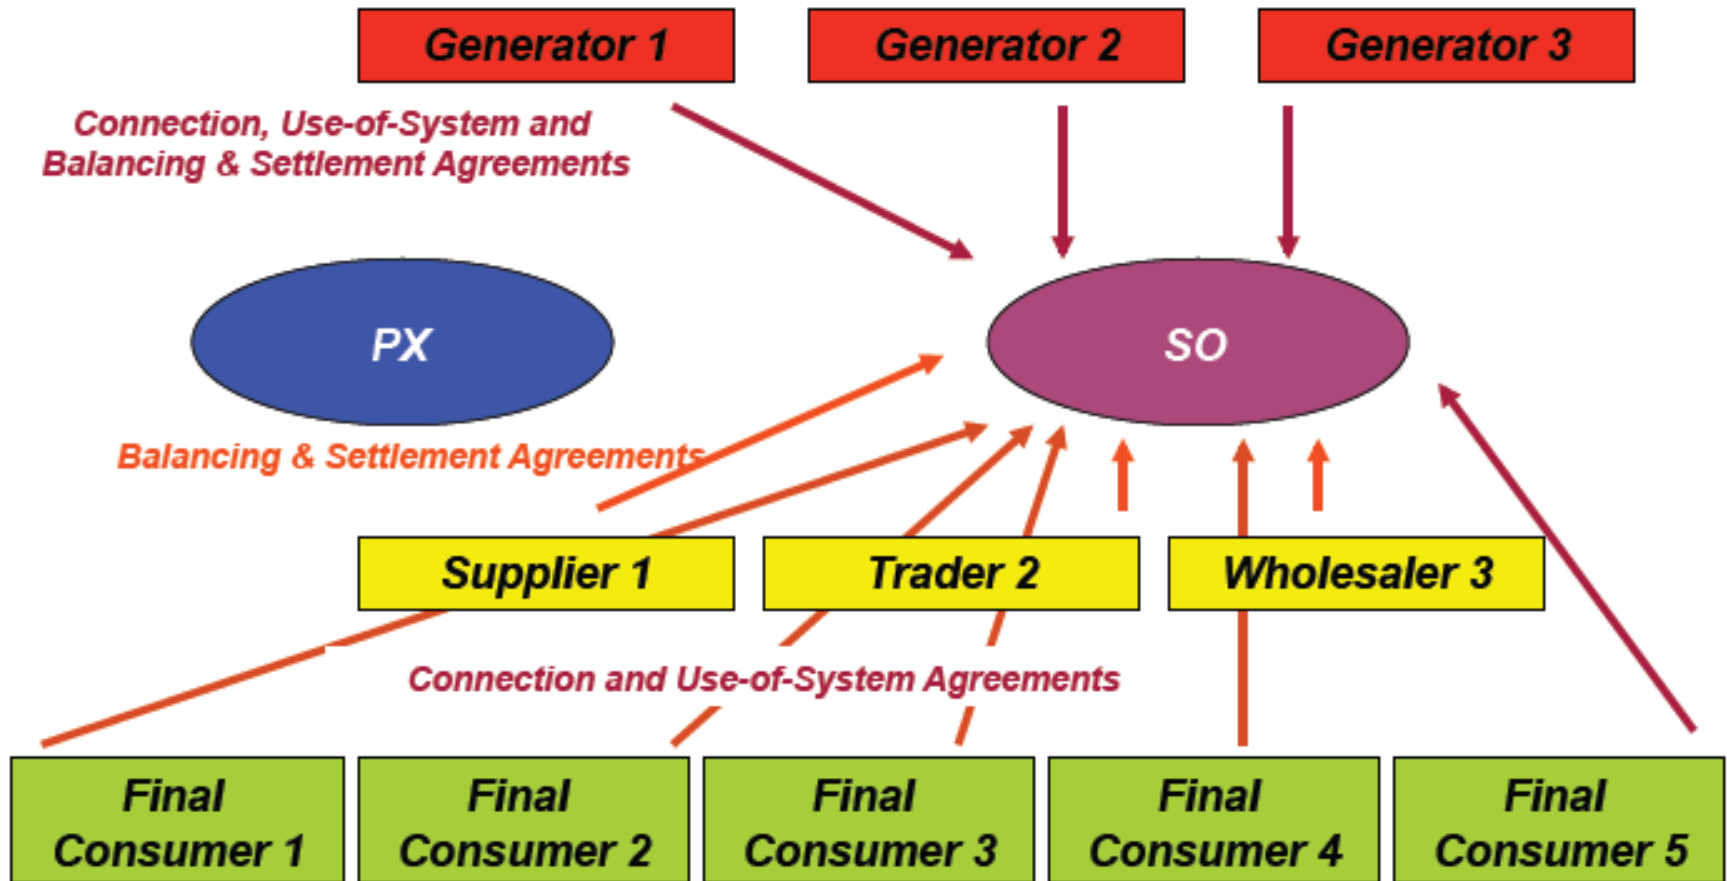 Generator 1
Generator 2
Generator 3
Connection, Use-of-System and
Balancing & Settlement Agreements
PX
SO
Balancing & Settlement Agreements
Supplier 1
Trader 2
Wholesaler 3
Connection and Use-of-System Agreements
Final
Consumer 1
Final
Consumer 2
Final
Consumer 3
Final
Consumer 4
Final
Consumer 5